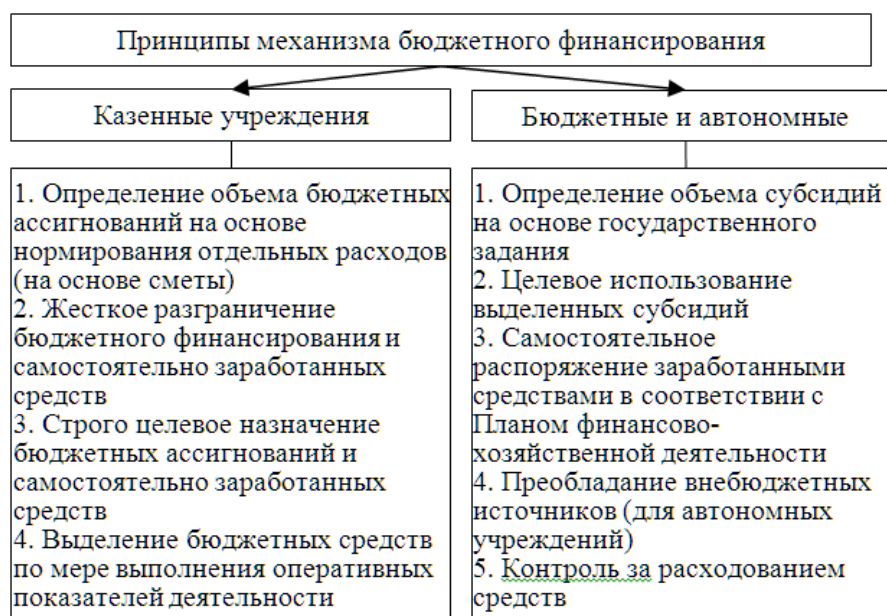 Принципы механизма бюджетного финансирования
Казенные учреждения
Бюджетные и автономные
1. Определение объема бюджетных
ассигнований на основе
нормирования отдельных расходов
(на основе сметы)
2. Жесткое разграничение
бюджетного финансирования и
самостоятельно заработанных
средств
3. Строго целевое назначение
бюджетных ассигнований и
самостоятельно заработанных
средств
4. Выделение бюджетных средств
по мере выполнения оперативных
показателей деятельности
1. Определение объема субсидий
на основе государственного
задания
2. Целевое использование
выделенных субсидий
3. Самостоятельное
распоряжение заработанными
средствами в соответствии с
Планом финансово-
хозяйственной деятельности
4. Преобладание внебюджетных
источников (для автономных
учреждений)
5. Контроль за расходованием
средств